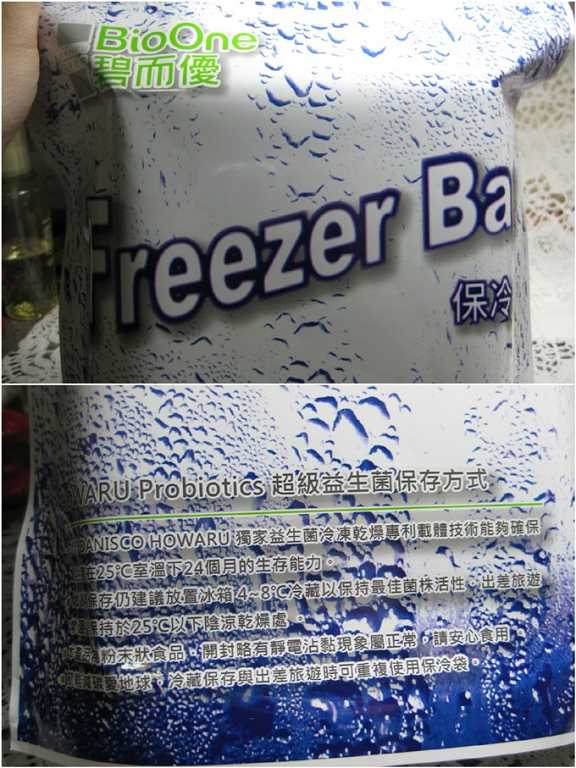 BioOne
碧而優
Freezer Ba
保冷
WARU Probiotics 超級益生菌保存方式
DANISCO HOWARU 獨家益生菌冷凍乾燥專利載體技術能夠確保
在25℃室溫下24個月的生存能力。
保存仍建議放置冰箱 4~8℃冷藏以保持最佳菌株活性，出差旅遊
保持於25℃以下陰涼乾燥處。
粉末狀食品，開封略有靜電沾黏現象屬正常，請安心食用。
愛地球，冷藏保存與出差旅遊時可重複使用保冷袋。